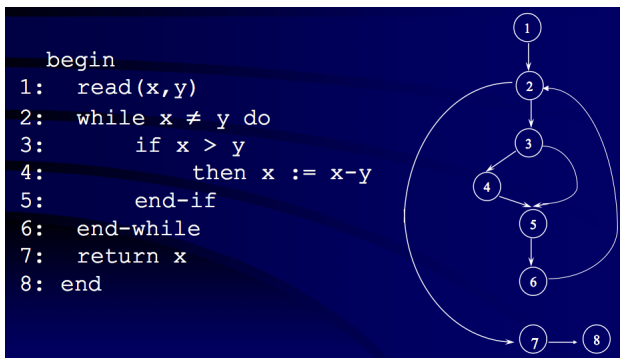 begin
1: read(x,y)
2: while x ≠ y do
3: if x > y
4: then x := x-y
5: end-if
6: end-while
7: return x
8: end
1
2
3
4
5
6
7
8